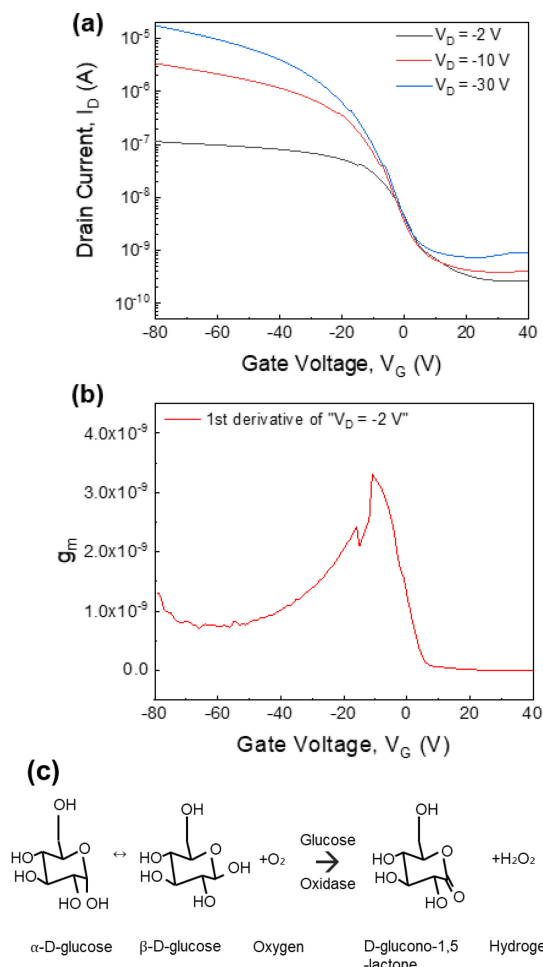 (a)
V_D = -2 V
V_D = -10 V
V_D = -30 V
Drain Current, I_D (A)
10⁻⁵
10⁻⁶
10⁻⁷
10⁻⁸
10⁻⁹
10⁻¹⁰
-80 -60 -40 -20 0 20 40
Gate Voltage, V_G (V)
(b)
1st derivative of "V_D = -2 V"
g_m
4.0x10⁻⁹
3.0x10⁻⁹
2.0x10⁻⁹
1.0x10⁻⁹
0.0
-80 -60 -40 -20 0 20 40
Gate Voltage, V_G (V)
(c)
OH
O
HO
HO
HO OH
↔
OH
O
HO
HO
OH
OH
+O₂
Glucose
Oxidase
OH
O
HO
HO
HO
O
+H₂O₂
α-D-glucose β-D-glucose Oxygen D-glucono-1,5 Hydroge
-lactone